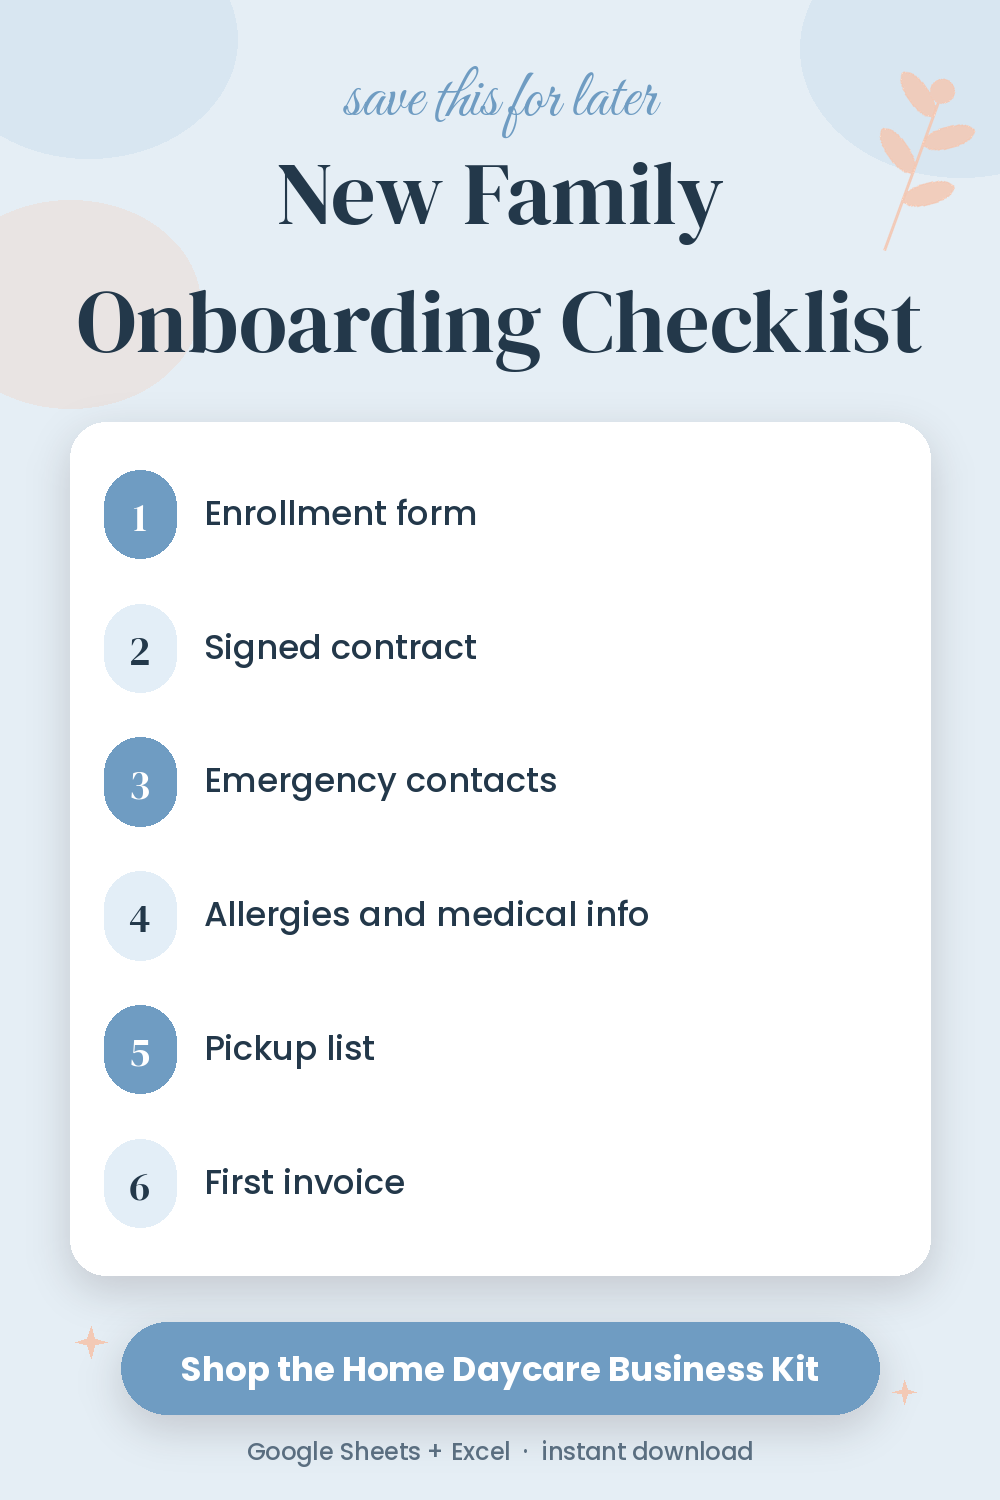 save this for later
New Family
Onboarding Checklist
1 Enrollment form
2 Signed contract
3 Emergency contacts
4 Allergies and medical info
5 Pickup list
6 First invoice
Shop the Home Daycare Business Kit
Google Sheets + Excel · instant download